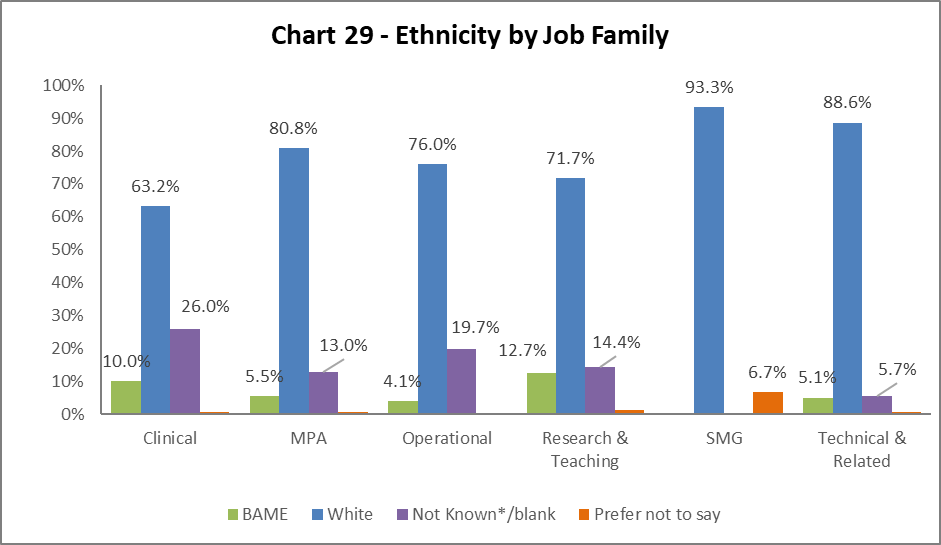 Chart 29 - Ethnicity by Job Family
100%
90%
80%
70%
60%
50%
40%
30%
20%
10%
0%
10.0%
63.2%
26.0%
5.5%
80.8%
13.0%
4.1%
76.0%
19.7%
12.7%
71.7%
14.4%
93.3%
6.7%
5.1%
88.6%
5.7%
Clinical
MPA
Operational
Research &
Teaching
SMG
Technical &
Related
BAME
White
Not Known*/blank
Prefer not to say